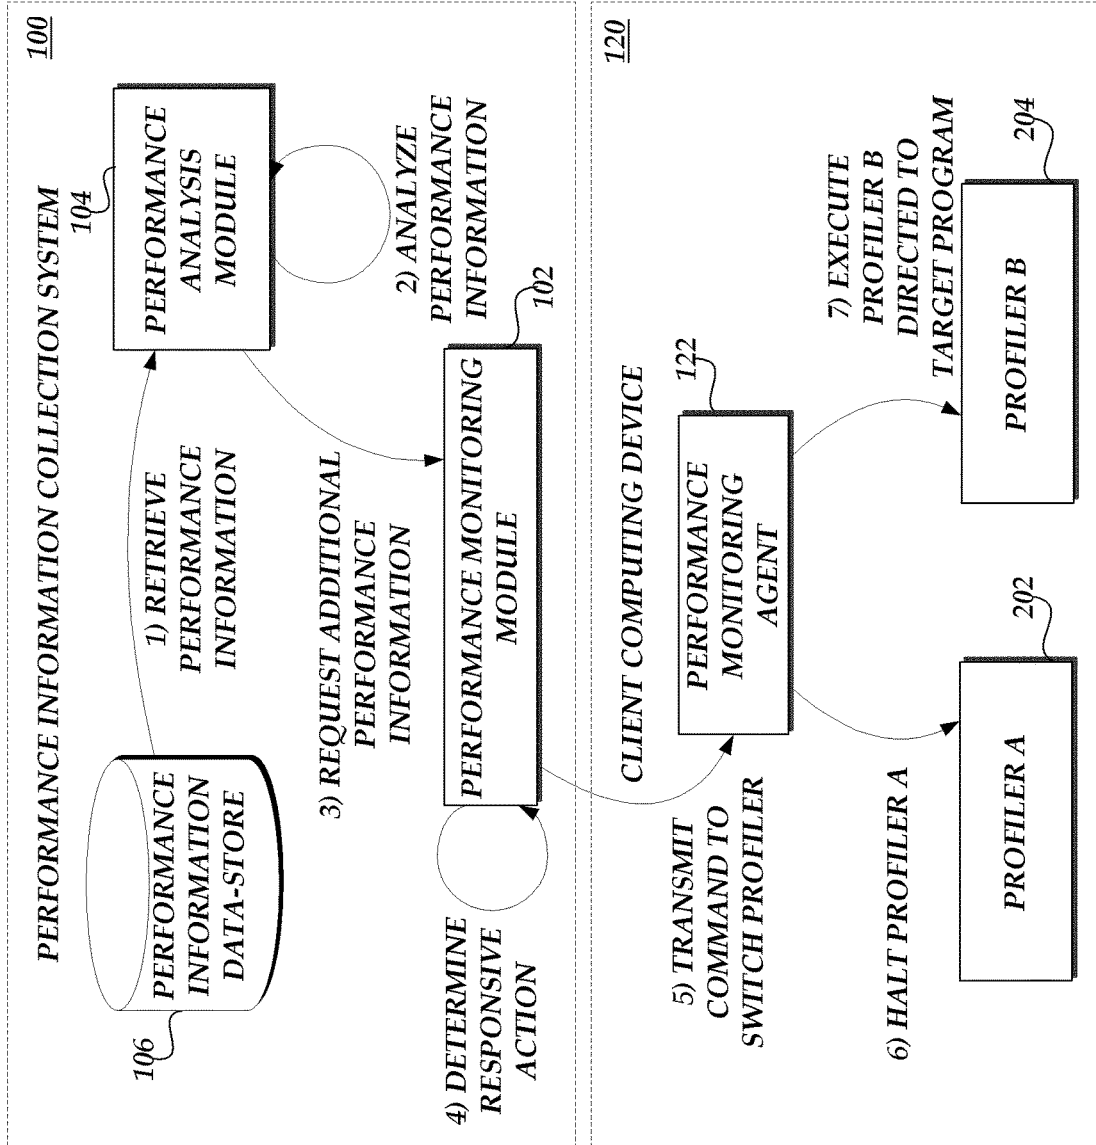 PERFORMANCE INFORMATION COLLECTION SYSTEM
100
PERFORMANCE
INFORMATION
DATA-STORE
106
1) RETRIEVE
PERFORMANCE
INFORMATION
104
PERFORMANCE
ANALYSIS
MODULE
2) ANALYZE
PERFORMANCE
INFORMATION
3) REQUEST ADDITIONAL
PERFORMANCE
INFORMATION
4) DETERMINE
RESPONSIVE
ACTION
PERFORMANCE MONITORING
MODULE
102
CLIENT COMPUTING DEVICE
120
5) TRANSMIT
COMMAND TO
SWITCH PROFILER
PERFORMANCE
MONITORING
AGENT
122
6) HALT PROFILER A
7) EXECUTE
PROFILER B
DIRECTED TO
TARGET PROGRAM
PROFILER A
202
PROFILER B
204